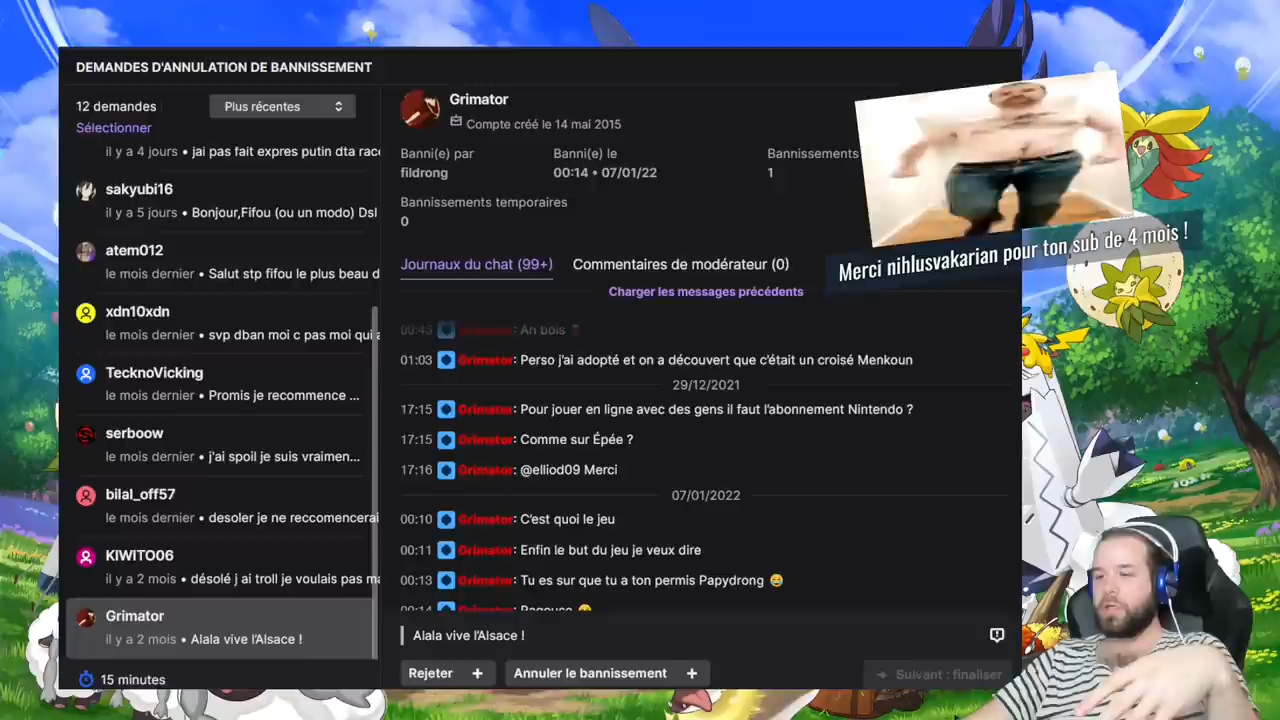 DEMANDES D'ANNULATION DE BANNISSEMENT
12 demandes
Plus récentes
Sélectionner
il y a 4 jours • jai pas fait expres putin dta race
sakyubi16
il y a 5 jours • Bonjour,Fifou (ou un modo) Dsl
atem012
le mois dernier • Salut stp fifou le plus beau d
xdn10xdn
le mois dernier • svp dban moi c pas moi qui a
TecknoVicking
le mois dernier • Promis je recommence ...
serboow
le mois dernier • j'ai spoil je suis vraimen...
bilal_off57
le mois dernier • desoler je ne reccomencerai
KIWITO06
il y a 2 mois • désolé j ai troll je voulais pas ma
Grimator
il y a 2 mois • Alala vive l'Alsace !
15 minutes
Grimator
Compte créé le 14 mai 2015
Banni(e) par
Banni(e) le
Bannissements
fildrong
00:14 • 07/01/22
1
Bannissements temporaires
0
Merci nihlusvakarian pour ton sub de 4 mois !
Journaux du chat (99+)
Commentaires de modérateur (0)
Charger les messages précédents
00:43 Grimator: Ah bois
01:03 Grimator: Perso j'ai adopté et on a découvert que c'était un croisé Menkoun
29/12/2021
17:15 Grimator: Pour jouer en ligne avec des gens il faut l'abonnement Nintendo ?
17:15 Grimator: Comme sur Épée ?
17:16 Grimator: @elliod09 Merci
07/01/2022
00:10 Grimator: C'est quoi le jeu
00:11 Grimator: Enfin le but du jeu je veux dire
00:13 Grimator: Tu es sur que tu a ton permis Papydrong 😂
00:14 Grimator:
Alala vive l'Alsace !
Rejeter +
Annuler le bannissement +
→ Suivant : finaliser